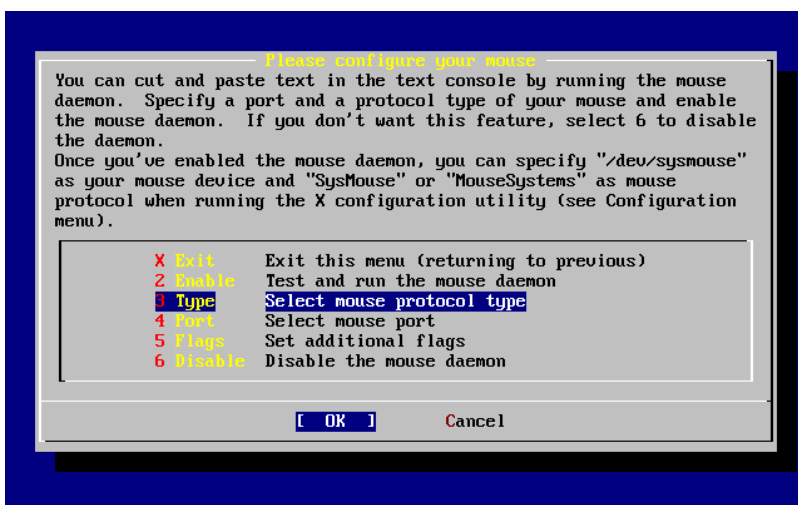 Please configure your mouse
You can cut and paste text in the text console by running the mouse
daemon.  Specify a port and a protocol type of your mouse and enable
the mouse daemon.  If you don't want this feature, select 6 to disable
the daemon.
Once you've enabled the mouse daemon, you can specify "/dev/sysmouse"
as your mouse device and "SysMouse" or "MouseSystems" as mouse
protocol when running the X configuration utility (see Configuration
menu).
X Exit Exit this menu (returning to previous)
2 Enable Test and run the mouse daemon
3 Type Select mouse protocol type
4 Port Select mouse port
5 Flags Set additional flags
6 Disable Disable the mouse daemon
[ OK ] Cancel